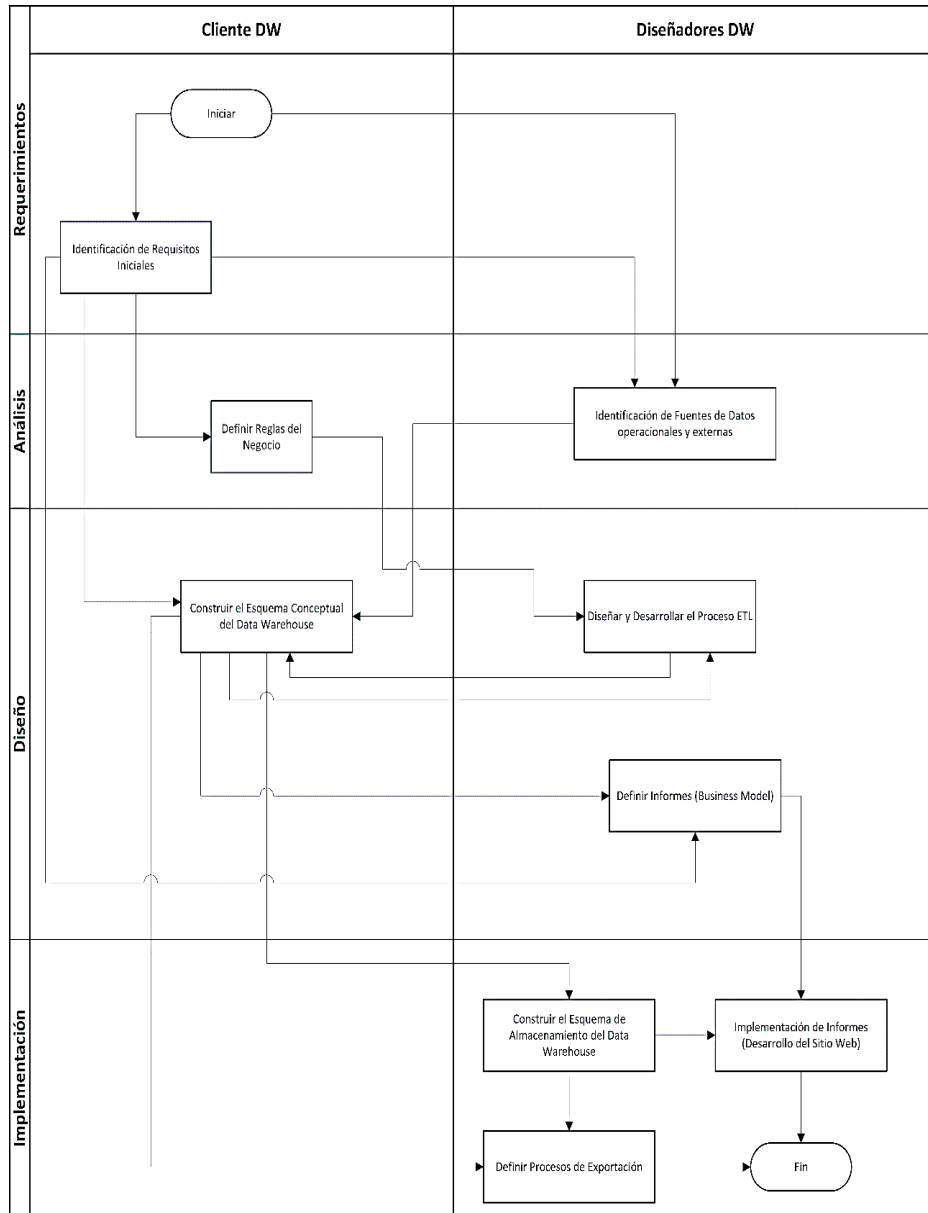 Cliente DW
Diseñadores DW
Requerimientos
Iniciar
Identificación de Requisitos
Iniciales
Análisis
Definir Reglas del
Negocio
Identificación de Fuentes de Datos
operacionales y externas
Diseño
Construir el Esquema Conceptual
del Data Warehouse
Diseñar y Desarrollar el Proceso ETL
Definir Informes (Business Model)
Implementación
Construir el Esquema de
Almacenamiento del Data
Warehouse
Implementación de Informes
(Desarrollo del Sitio Web)
Definir Procesos de Exportación
Fin